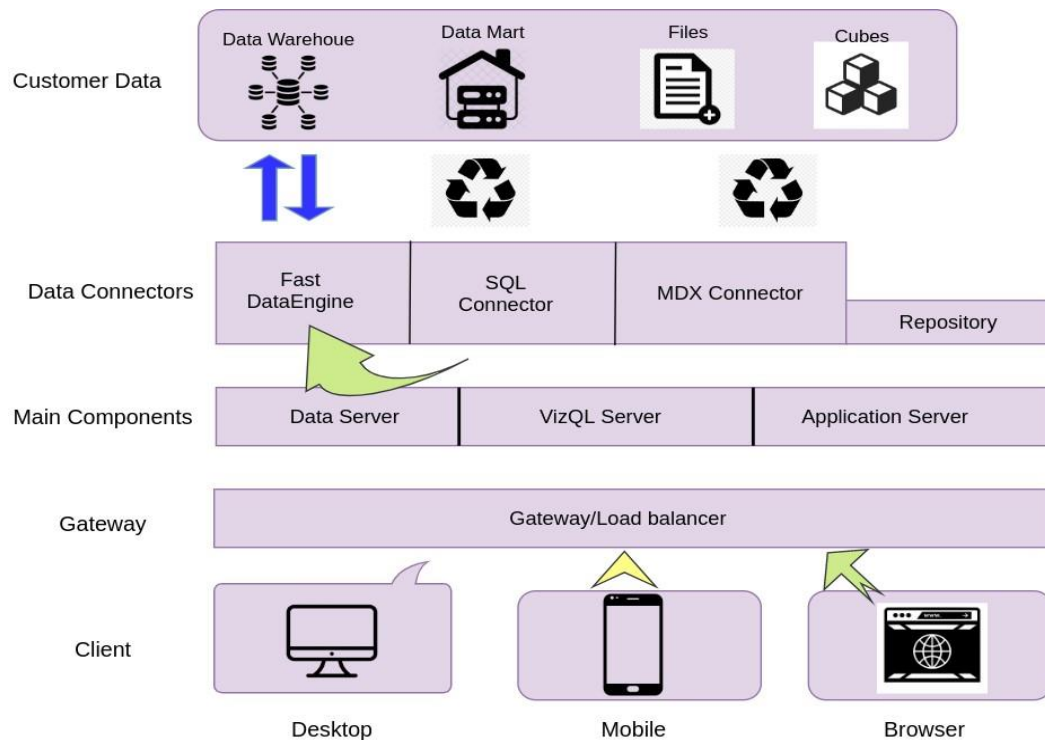 Customer Data
Data Warehoue
Data Mart
Files
Cubes
Data Connectors
Fast
DataEngine
SQL
Connector
MDX Connector
Repository
Main Components
Data Server
VizQL Server
Application Server
Gateway
Gateway/Load balancer
Client
www.
Desktop
Mobile
Browser